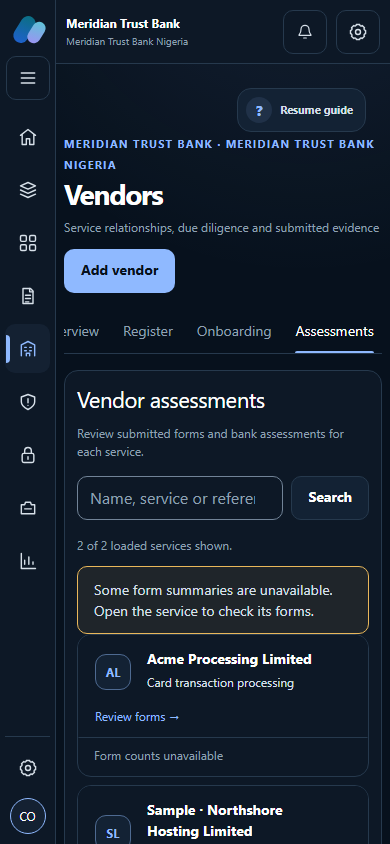 Meridian Trust Bank
Meridian Trust Bank Nigeria
? Resume guide
MERIDIAN TRUST BANK · MERIDIAN TRUST BANK
NIGERIA
Vendors
Service relationships, due diligence and submitted evidence
Add vendor
erview Register Onboarding Assessments
Vendor assessments
Review submitted forms and bank assessments for
each service.
Name, service or referer Search
2 of 2 loaded services shown.
Some form summaries are unavailable.
Open the service to check its forms.
AL Acme Processing Limited
Card transaction processing
Review forms →
Form counts unavailable
Sample · Northshore
SL Hosting Limited
CO